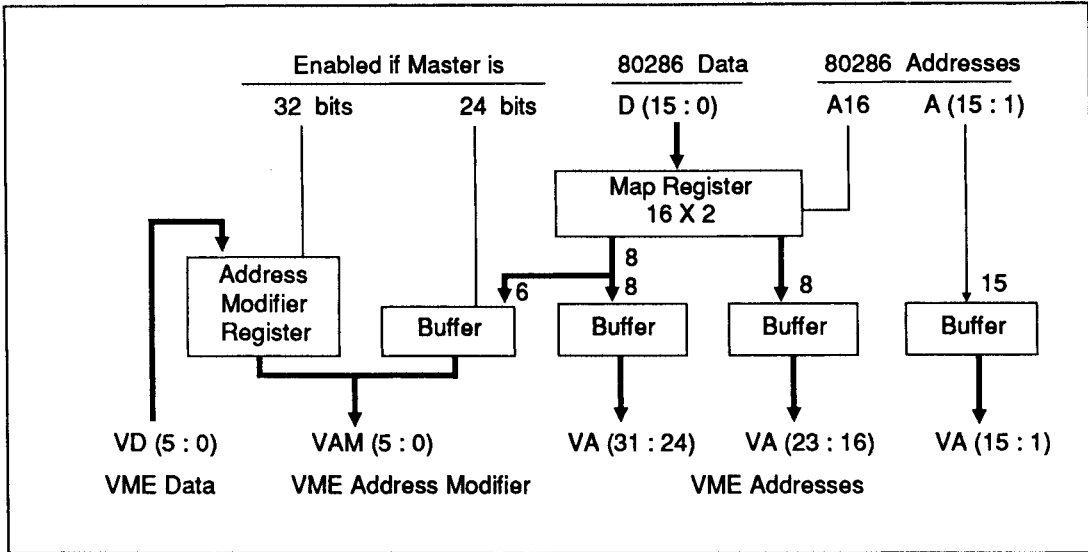 Enabled if Master is
80286 Data
80286 Addresses
32 bits
24 bits
D (15 : 0)
A16
A (15 : 1)
Map Register
16 X 2
8
6
8
8
15
Address
Modifier
Register
Buffer
Buffer
Buffer
Buffer
VD (5 : 0)
VAM (5 : 0)
VA (31 : 24)
VA (23 : 16)
VA (15 : 1)
VME Data
VME Address Modifier
VME Addresses